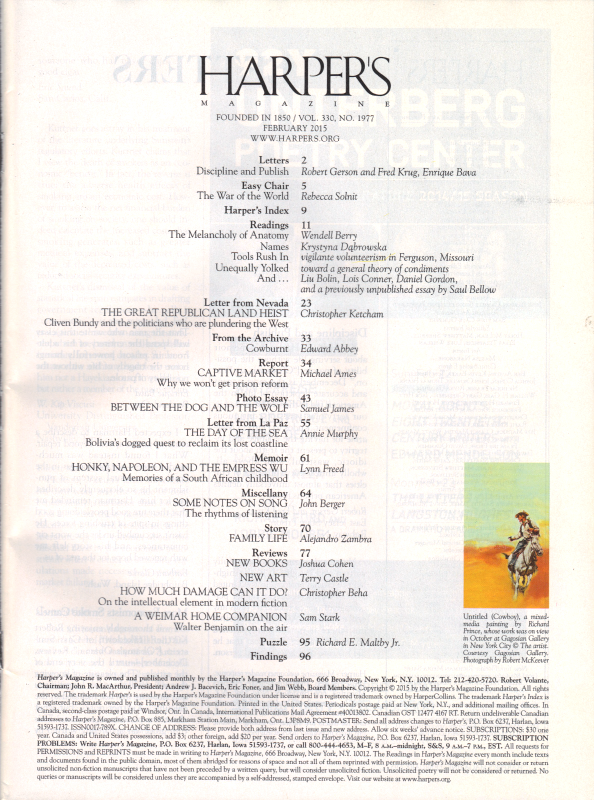 HARPER'S
MAGAZINE
FOUNDED IN 1850 / VOL. 330, NO. 1977
FEBRUARY 2015
WWW.HARPERS.ORG
Letters 2
Discipline and Publish Robert Gerson and Fred Krug, Enrique Bava
Easy Chair 5
The War of the World Rebecca Solnit
Harper's Index 9
Readings 11
The Melancholy of Anatomy Wendell Berry
Names Krystyna Dąbrowska
Tools Rush In vigilante volunteerism in Ferguson, Missouri
Unequally Yolked toward a general theory of condiments
And . . . Liu Bolin, Lois Conner, Daniel Gordon,
and a previously unpublished essay by Saul Bellow
Letter from Nevada 23
THE GREAT REPUBLICAN LAND HEIST Christopher Ketcham
Cliven Bundy and the politicians who are plundering the West
From the Archive 33
Cowburnt Edward Abbey
Report 34
CAPTIVE MARKET Michael Ames
Why we won't get prison reform
Photo Essay 43
BETWEEN THE DOG AND THE WOLF Samuel James
Letter from La Paz 55
THE DAY OF THE SEA Annie Murphy
Bolivia's dogged quest to reclaim its lost coastline
Memoir 61
HONKY, NAPOLEON, AND THE EMPRESS WU Lynn Freed
Memories of a South African childhood
Miscellany 64
SOME NOTES ON SONG John Berger
The rhythms of listening
Story 70
FAMILY LIFE Alejandro Zambra
Reviews 77
NEW BOOKS Joshua Cohen
NEW ART Terry Castle
HOW MUCH DAMAGE CAN IT DO? Christopher Beha
On the intellectual element in modern fiction
A WEIMAR HOME COMPANION Sam Stark
Walter Benjamin on the air
Puzzle 95 Richard E. Maltby Jr.
Findings 96
Untitled (Cowboy), a mixed-
media painting by Richard
Prince, whose work was on view
in October at Gagosian Gallery
in New York City © The artist.
Courtesy Gagosian Gallery.
Photograph by Robert McKeever
Harper's Magazine is owned and published monthly by the Harper's Magazine Foundation, 666 Broadway, New York, N.Y. 10012. Tel: 212-420-5720. Robert Volante,
Chairman; John R. MacArthur, President; Andrew J. Bacevich, Eric Foner, and Jim Webb, Board Members. Copyright © 2015 by the Harper's Magazine Foundation. All rights
reserved. The trademark Harper's is used by the Harper's Magazine Foundation under license and is a registered trademark owned by HarperCollins. The trademark Harper's Index is
a registered trademark owned by the Harper's Magazine Foundation. Printed in the United States. Periodicals postage paid at New York, N.Y., and additional mailing offices. In
Canada, second-class postage paid at Windsor, Ont. In Canada, International Publications Mail Agreement #40013802. Canadian GST 12477 4167 RT. Return undeliverable Canadian
addresses to Harper's Magazine, P.O. Box 885, Markham Station Main, Markham, Ont. L3P8M9. POSTMASTER: Send all address changes to Harper's, P.O. Box 6237, Harlan, Iowa
51593-1737. ISSN0017-789X. CHANGE OF ADDRESS: Please provide both address from last issue and new address. Allow six weeks' advance notice. SUBSCRIPTIONS: $30 one
year. Canada and United States possessions, add $3; other foreign, add $20 per year. Send orders to Harper's Magazine, P.O. Box 6237, Harlan, Iowa 51593-1737. SUBSCRIPTION
PROBLEMS: Write Harper's Magazine, P.O. Box 6237, Harlan, Iowa 51593-1737, or call 800-444-4653, M–F, 8 A.M.–midnight, S&S, 9 A.M.–7 P.M., EST. All requests for
PERMISSIONS and REPRINTS must be made in writing to Harper's Magazine, 666 Broadway, New York, N.Y. 10012. The Readings in Harper's Magazine every month include texts
and documents found in the public domain, most of them abridged for reasons of space and not all of them reprinted with permission. Harper's Magazine will not consider or return
unsolicited non-fiction manuscripts that have not been preceded by a written query, but will consider unsolicited fiction. Unsolicited poetry will not be considered or returned. No
queries or manuscripts will be considered unless they are accompanied by a self-addressed, stamped envelope. Visit our website at www.harpers.org.